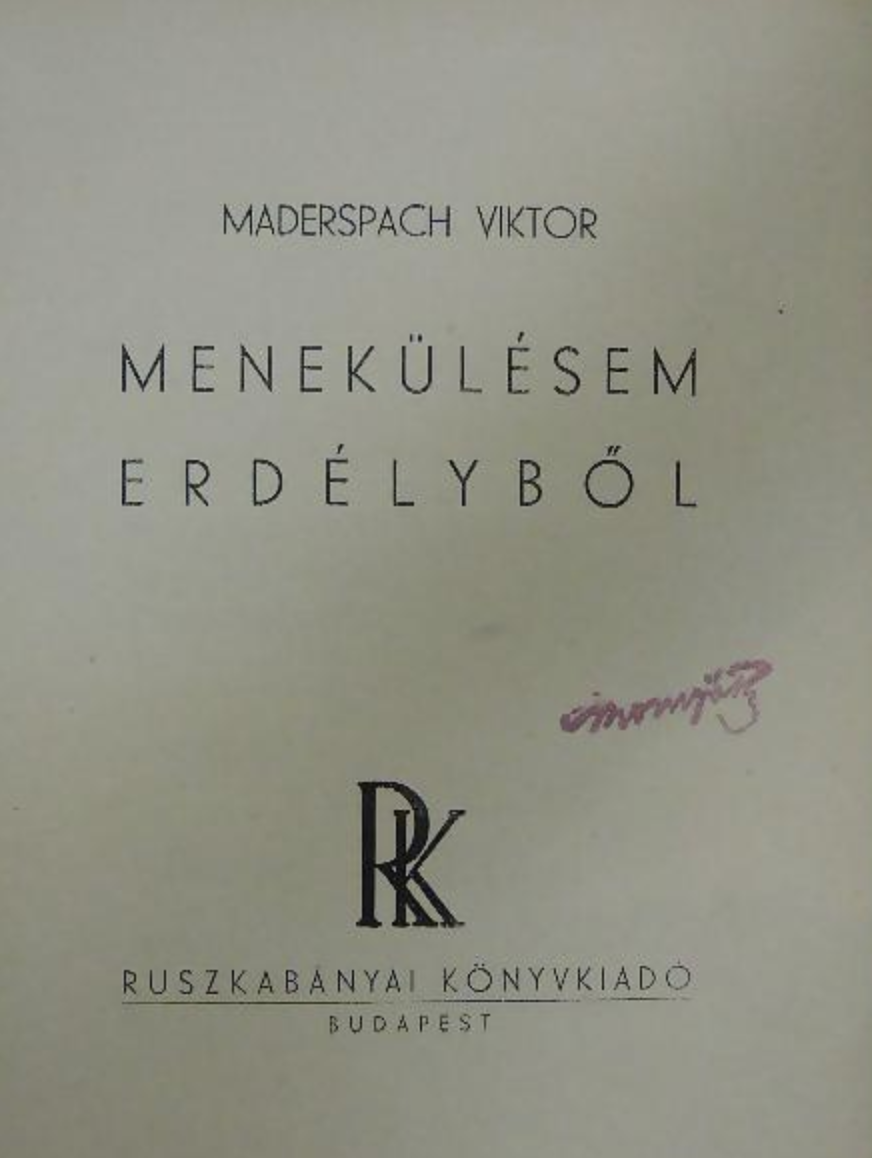 MADERSPACH VIKTOR
MENEKÜLÉSEM
ERDÉLYBŐL
RK
RUSZKABÁNYAI KÖNYVKIADÓ
BUDAPEST